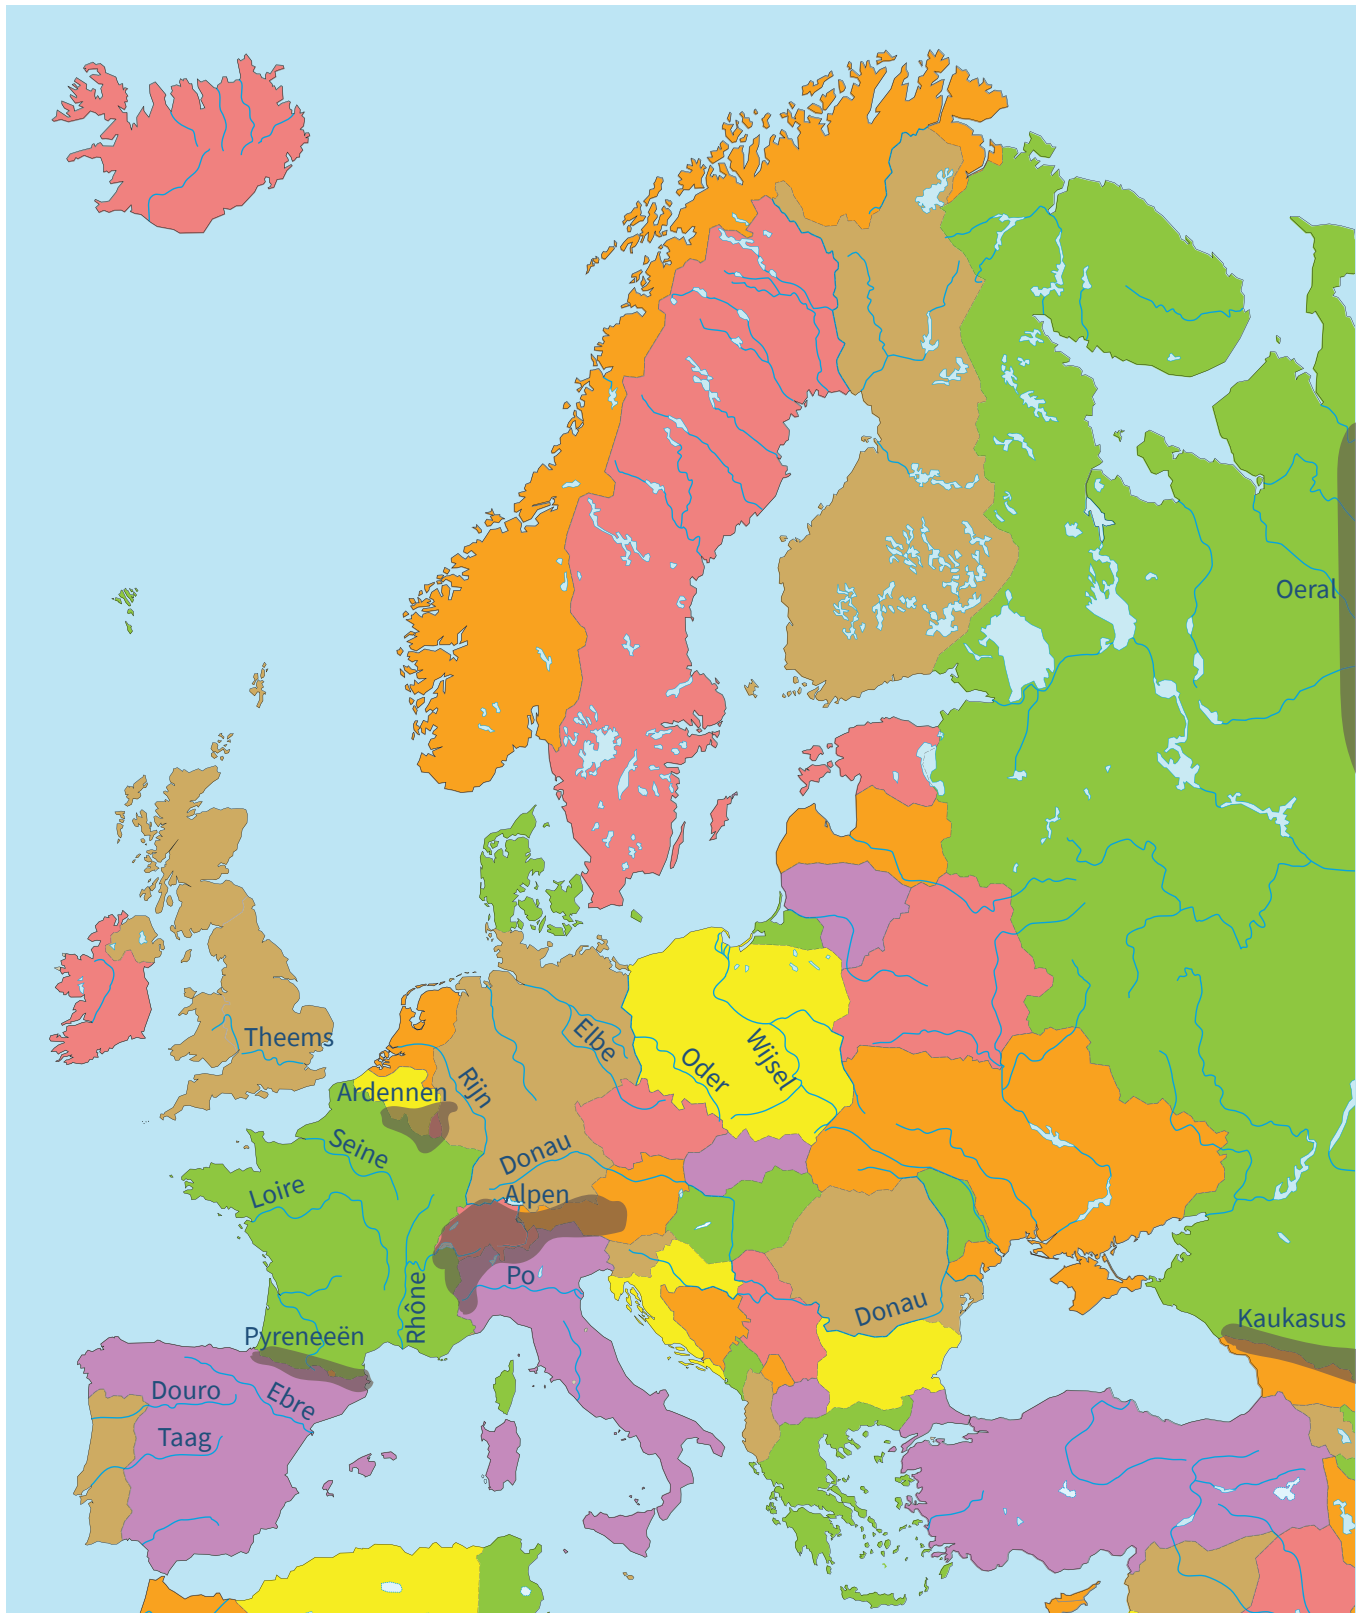 Oeral
Theems
Elbe
Wijsel
Oder
Rijn
Ardennen
Seine
Donau
Loire
Alpen
Po
Rhône
Donau
Kaukasus
Pyreneeën
Douro
Ebre
Taag